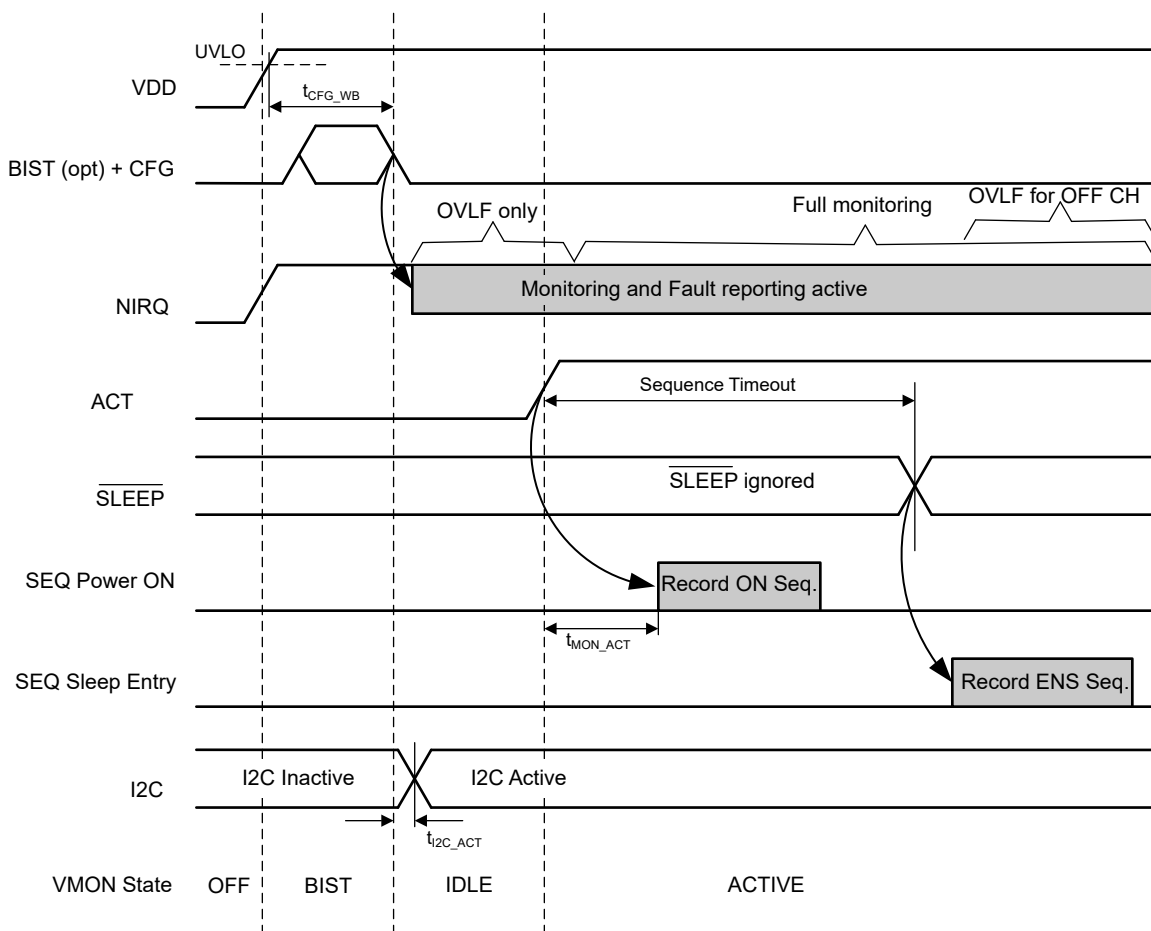 UVLO
VDD
tCFG_WB
BIST (opt) + CFG
OVLF only
Full monitoring
OVLF for OFF CH
Monitoring and Fault reporting active
NIRQ
Sequence Timeout
ACT
SLEEP ignored
SLEEP
SEQ Power ON
Record ON Seq.
tMON_ACT
SEQ Sleep Entry
Record ENS Seq.
I2C Inactive
I2C Active
I2C
tI2C_ACT
VMON State
OFF
BIST
IDLE
ACTIVE